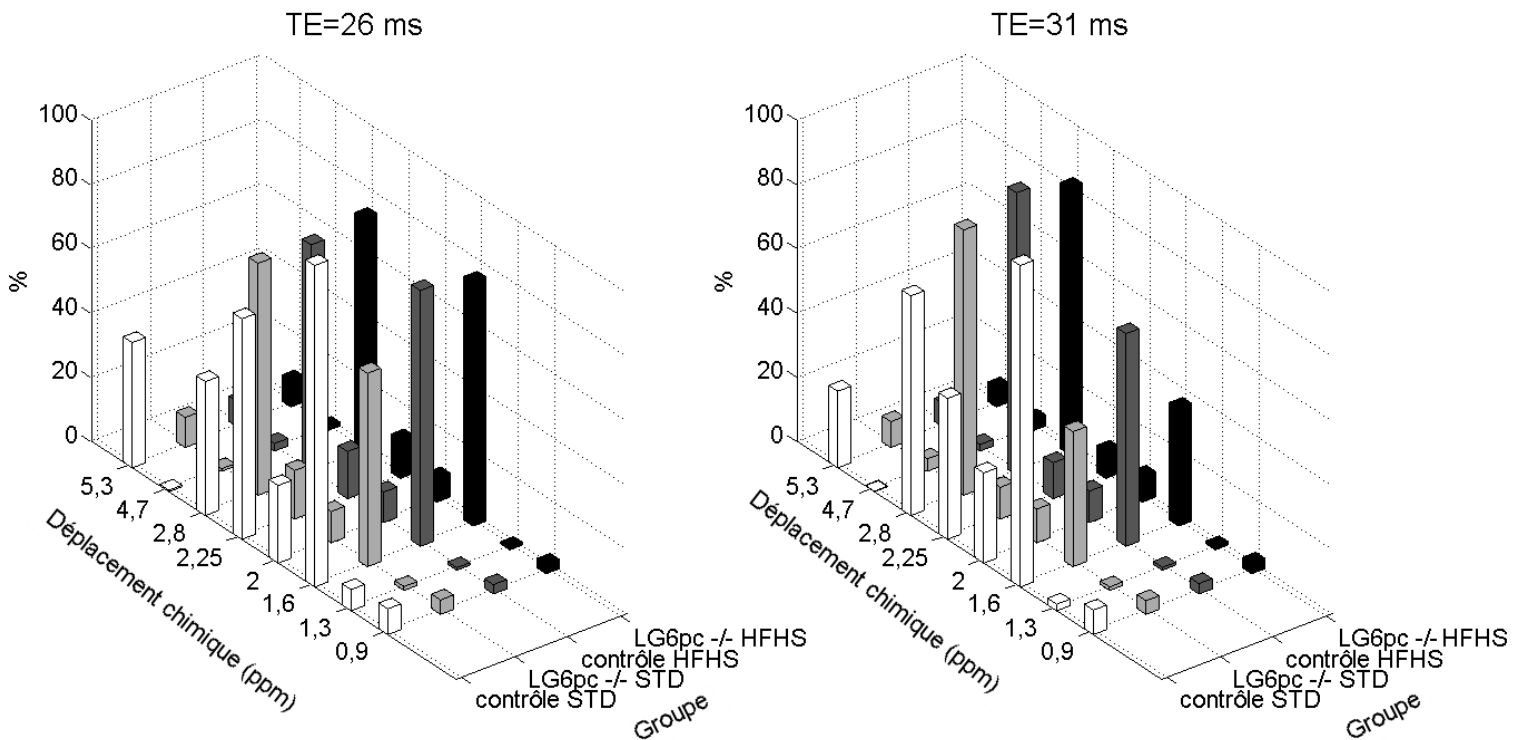 TE=26 ms
100
80
60
40
20
0
%
5,3
4,7
2,8
2,25
2
1,6
1,3
0,9
Déplacement chimique (ppm)
LG6pc -/- HFHS
contrôle HFHS
LG6pc -/- STD
contrôle STD
Groupe
TE=31 ms
100
80
60
40
20
0
%
5,3
4,7
2,8
2,25
2
1,6
1,3
0,9
Déplacement chimique (ppm)
LG6pc -/- HFHS
contrôle HFHS
LG6pc -/- STD
contrôle STD
Groupe